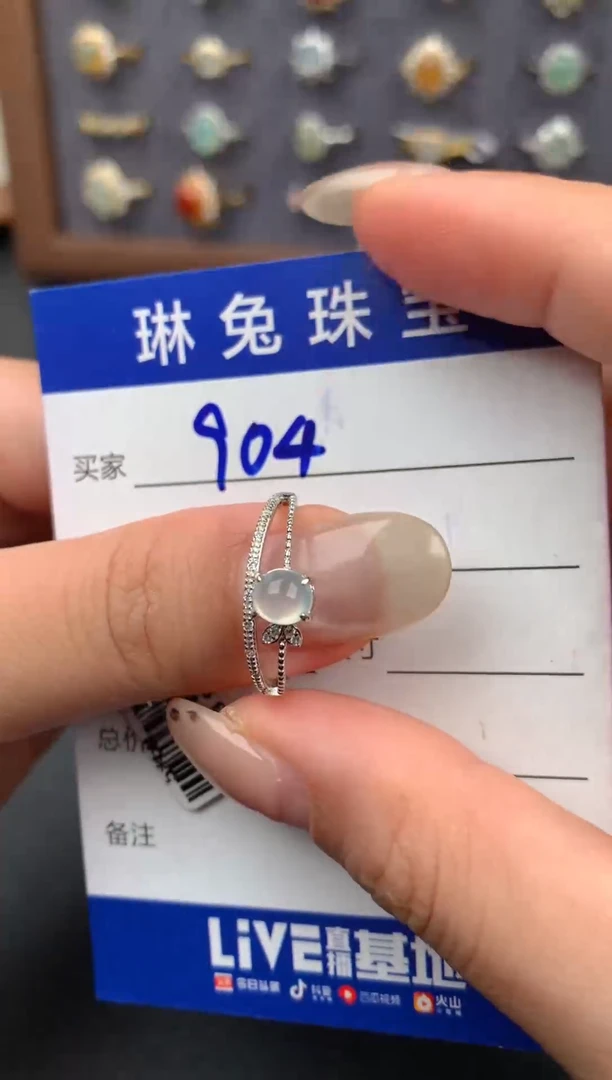 琳兔珠宝
买家 904
总价
备注
LiVE直播基地
今日头条 抖音 西瓜视频 火山